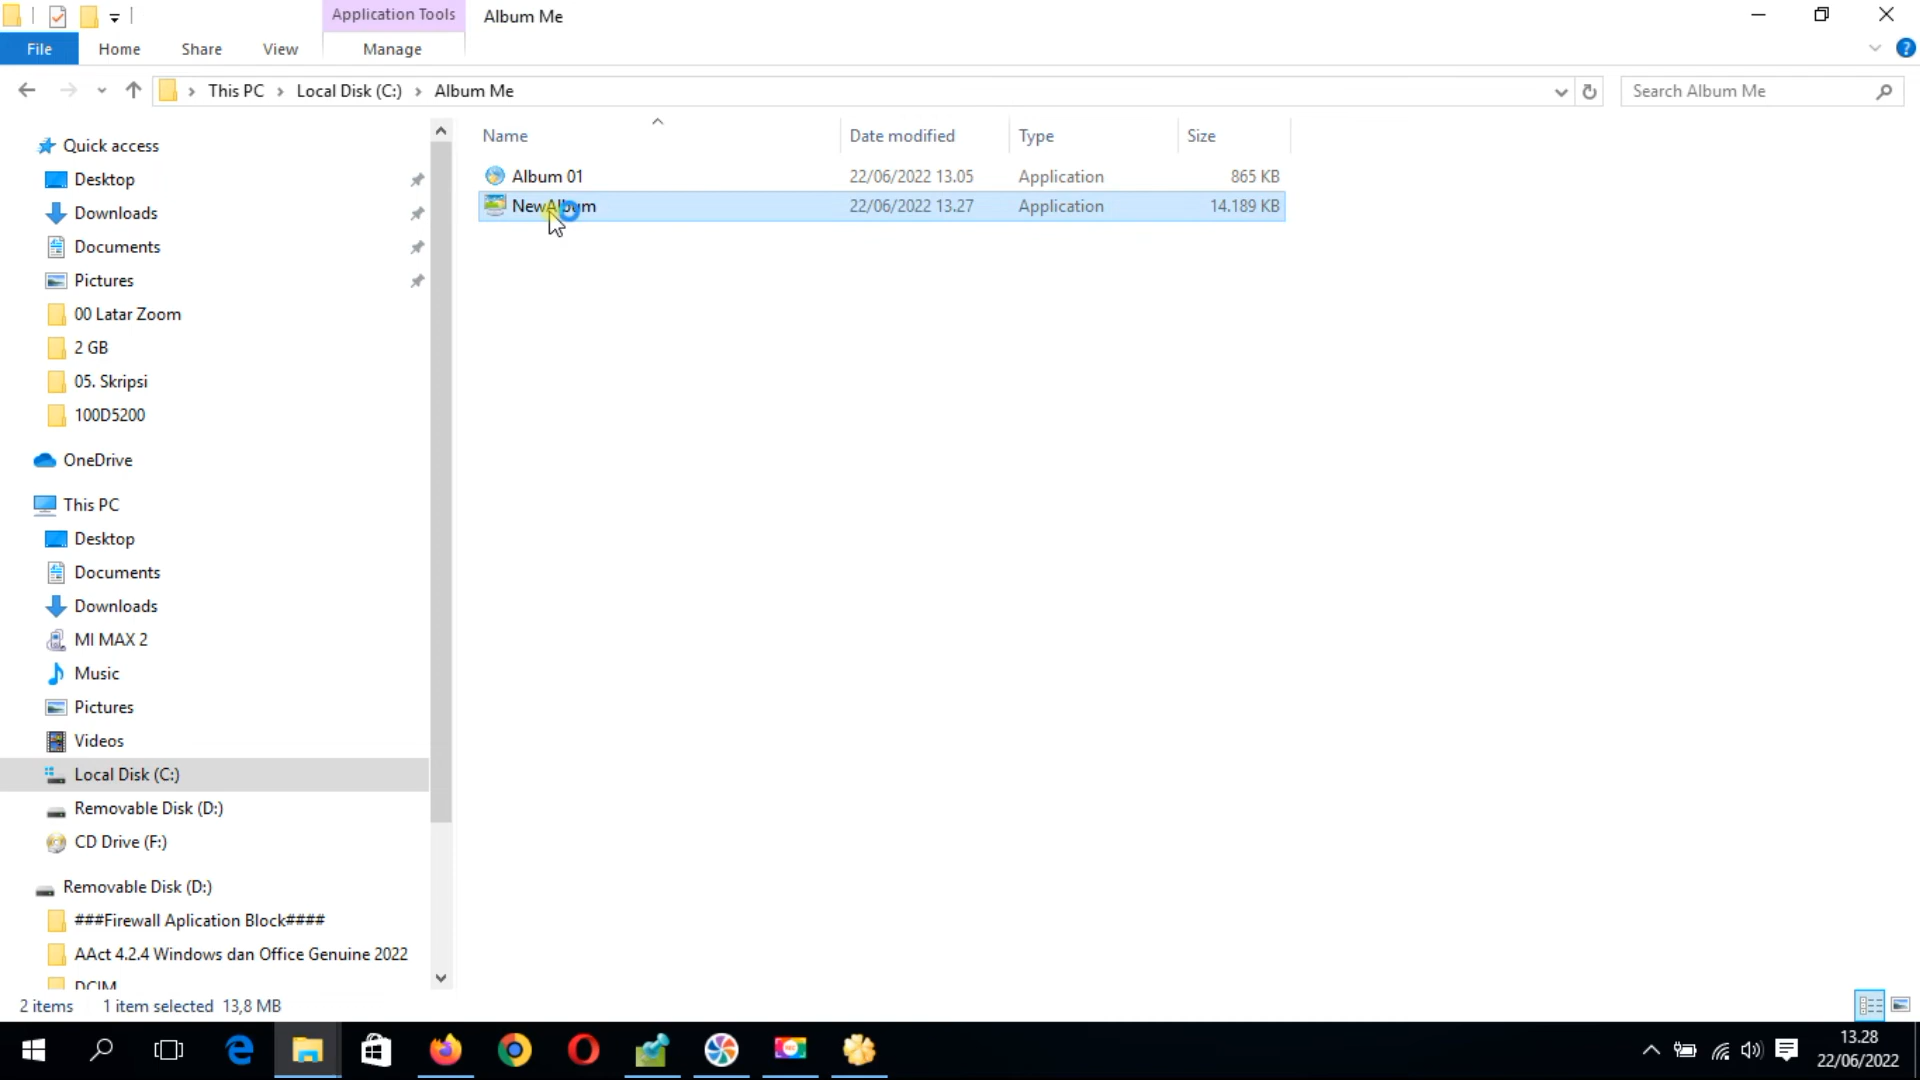 Application Tools
Album Me
File
Home
Share
View
Manage
This PC
Local Disk (C:)
Album Me
Search Album Me
Name
Date modified
Type
Size
Album 01
22/06/2022 13.05
Application
865 KB
NewAlbum
22/06/2022 13.27
Application
14.189 KB
Quick access
Desktop
Downloads
Documents
Pictures
00 Latar Zoom
2 GB
05. Skripsi
100D5200
OneDrive
This PC
Desktop
Documents
Downloads
MI MAX 2
Music
Pictures
Videos
Local Disk (C:)
Removable Disk (D:)
CD Drive (F:)
Removable Disk (D:)
###Firewall Aplication Block####
AAct 4.2.4 Windows dan Office Genuine 2022
DCIM
2 items
1 item selected 13,8 MB
13.28
22/06/2022